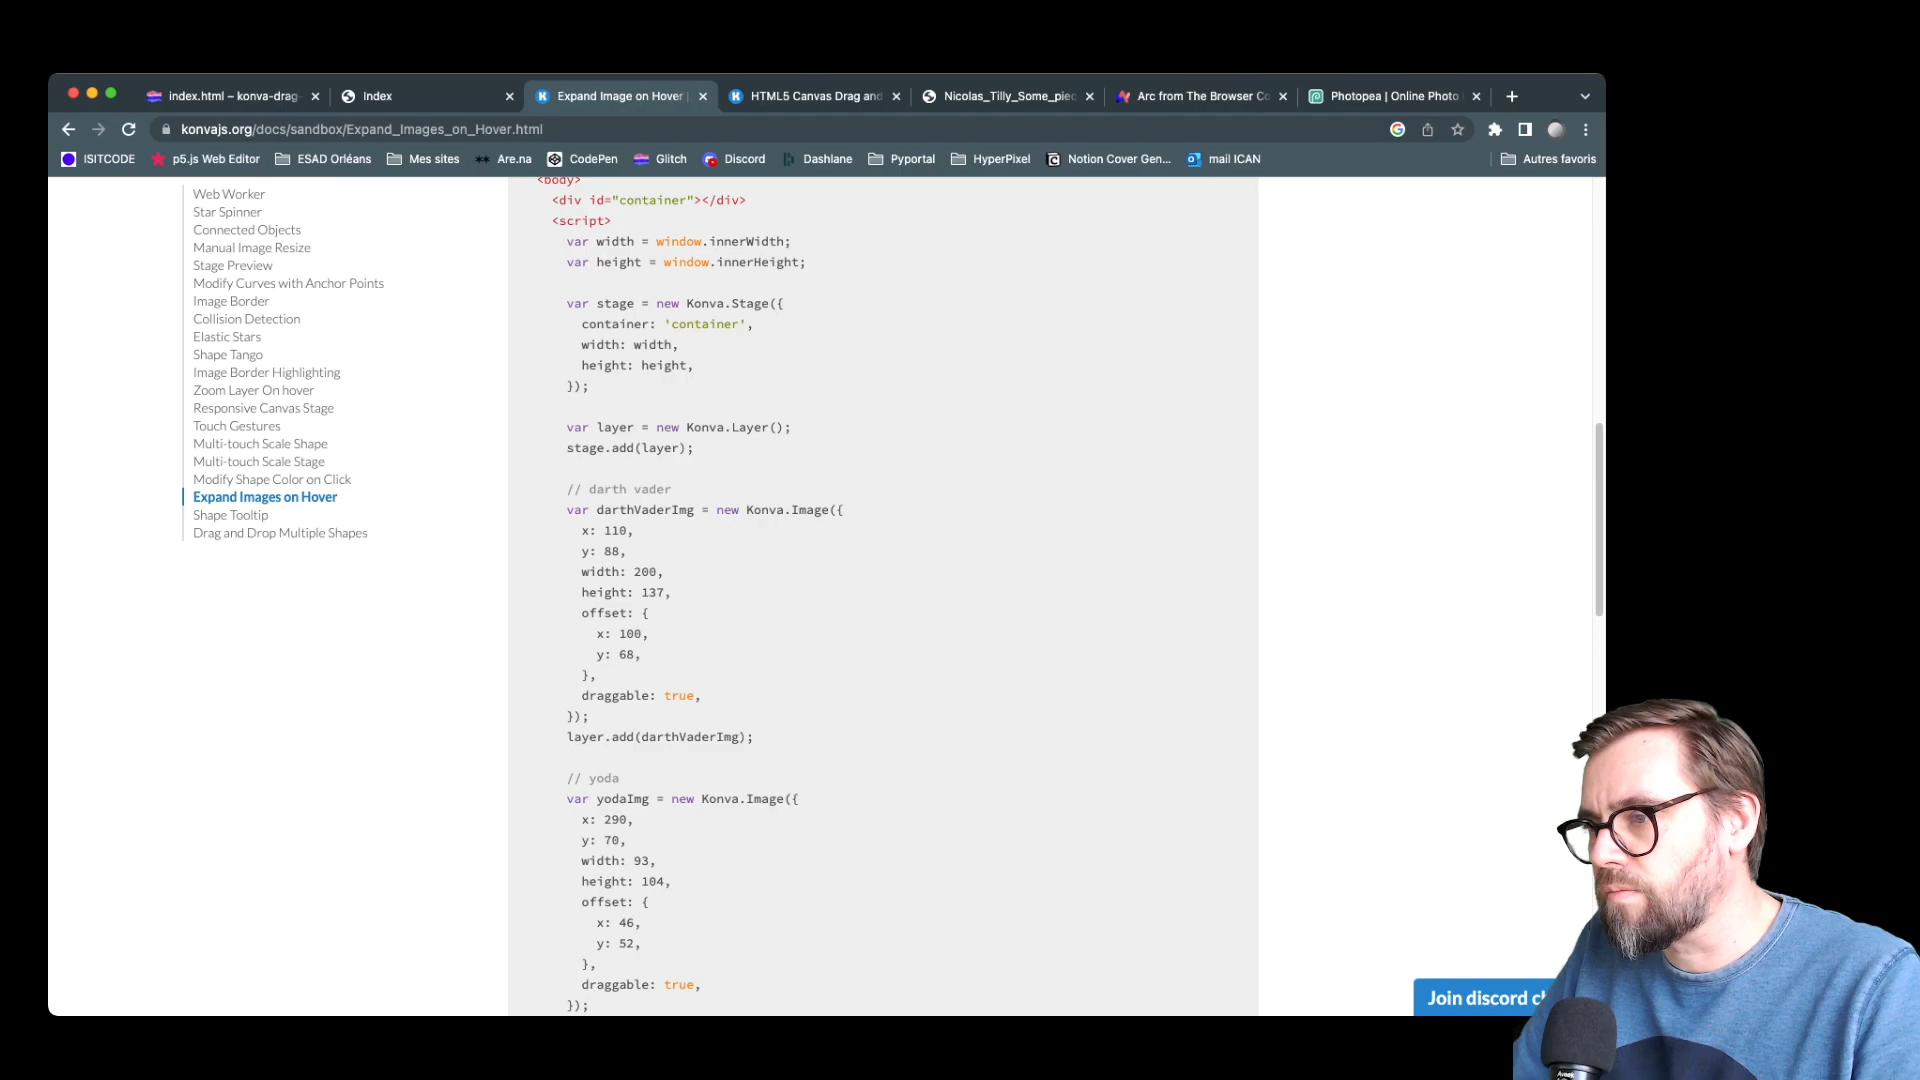 index.html – konva-drag-
Index
Expand Image on Hover
HTML5 Canvas Drag and
Nicolas_Tilly_Some_piec
Arc from The Browser Co
Photopea | Online Photo
konvajs.org/docs/sandbox/Expand_Images_on_Hover.html
ISITCODE
p5.js Web Editor
ESAD Orléans
Mes sites
Are.na
CodePen
Glitch
Discord
Dashlane
Pyportal
HyperPixel
Notion Cover Gen...
mail ICAN
Autres favoris
Web Worker
Star Spinner
Connected Objects
Manual Image Resize
Stage Preview
Modify Curves with Anchor Points
Image Border
Collision Detection
Elastic Stars
Shape Tango
Image Border Highlighting
Zoom Layer On hover
Responsive Canvas Stage
Touch Gestures
Multi-touch Scale Shape
Multi-touch Scale Stage
Modify Shape Color on Click
Expand Images on Hover
Shape Tooltip
Drag and Drop Multiple Shapes
<body>
<div id="container"></div>
<script>
var width = window.innerWidth;
var height = window.innerHeight;
var stage = new Konva.Stage({
container: 'container',
width: width,
height: height,
});
var layer = new Konva.Layer();
stage.add(layer);
// darth vader
var darthVaderImg = new Konva.Image({
x: 110,
y: 88,
width: 200,
height: 137,
offset: {
x: 100,
y: 68,
},
draggable: true,
});
layer.add(darthVaderImg);
// yoda
var yodaImg = new Konva.Image({
x: 290,
y: 70,
width: 93,
height: 104,
offset: {
x: 46,
y: 52,
},
draggable: true,
});
Join discord c